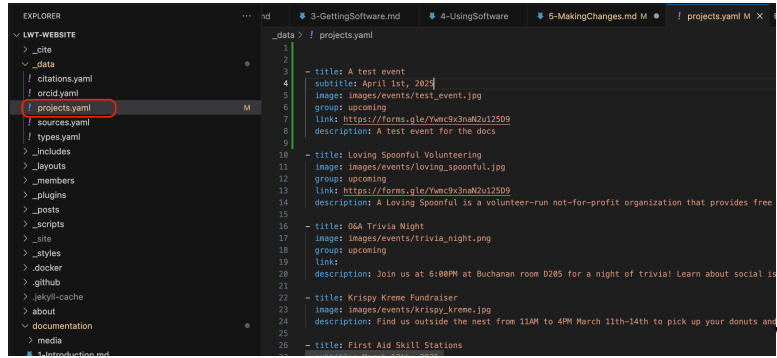 EXPLORER
LWT-WEBSITE
_cite
_data
citations.yaml
orcid.yaml
projects.yaml M
sources.yaml
types.yaml
_includes
_layouts
_members
_plugins
_posts
_scripts
_site
_styles
.docker
.github
.jekyll-cache
about
documentation
media
1-Introduction.md
nd 3-GettingSoftware.md 4-UsingSoftware 5-MakingChanges.md M projects.yaml M
_data > ! projects.yaml
1
2
3 - title: A test event
4 subtitle: April 1st, 2025
5 image: images/events/test_event.jpg
6 group: upcoming
7 link: https://forms.gle/Ywmc9x3naN2u125D9
8 description: A test event for the docs
9
10 - title: Loving Spoonful Volunteering
11 image: images/events/loving_spoonful.jpg
12 group: upcoming
13 link: https://forms.gle/Ywmc9x3naN2u125D9
14 description: A Loving Spoonful is a volunteer-run not-for-profit organization that provides free
15
16 - title: O&A Trivia Night
17 image: images/events/trivia_night.png
18 group: upcoming
19 link:
20 description: Join us at 6:00PM at Buchanan room D205 for a night of trivia! Learn about social is
21
22 - title: Krispy Kreme Fundraiser
23 image: images/events/krispy_kreme.jpg
24 description: Find us outside the nest from 11AM to 4PM March 11th-14th to pick up your donuts and
25
26 - title: First Aid Skill Stations